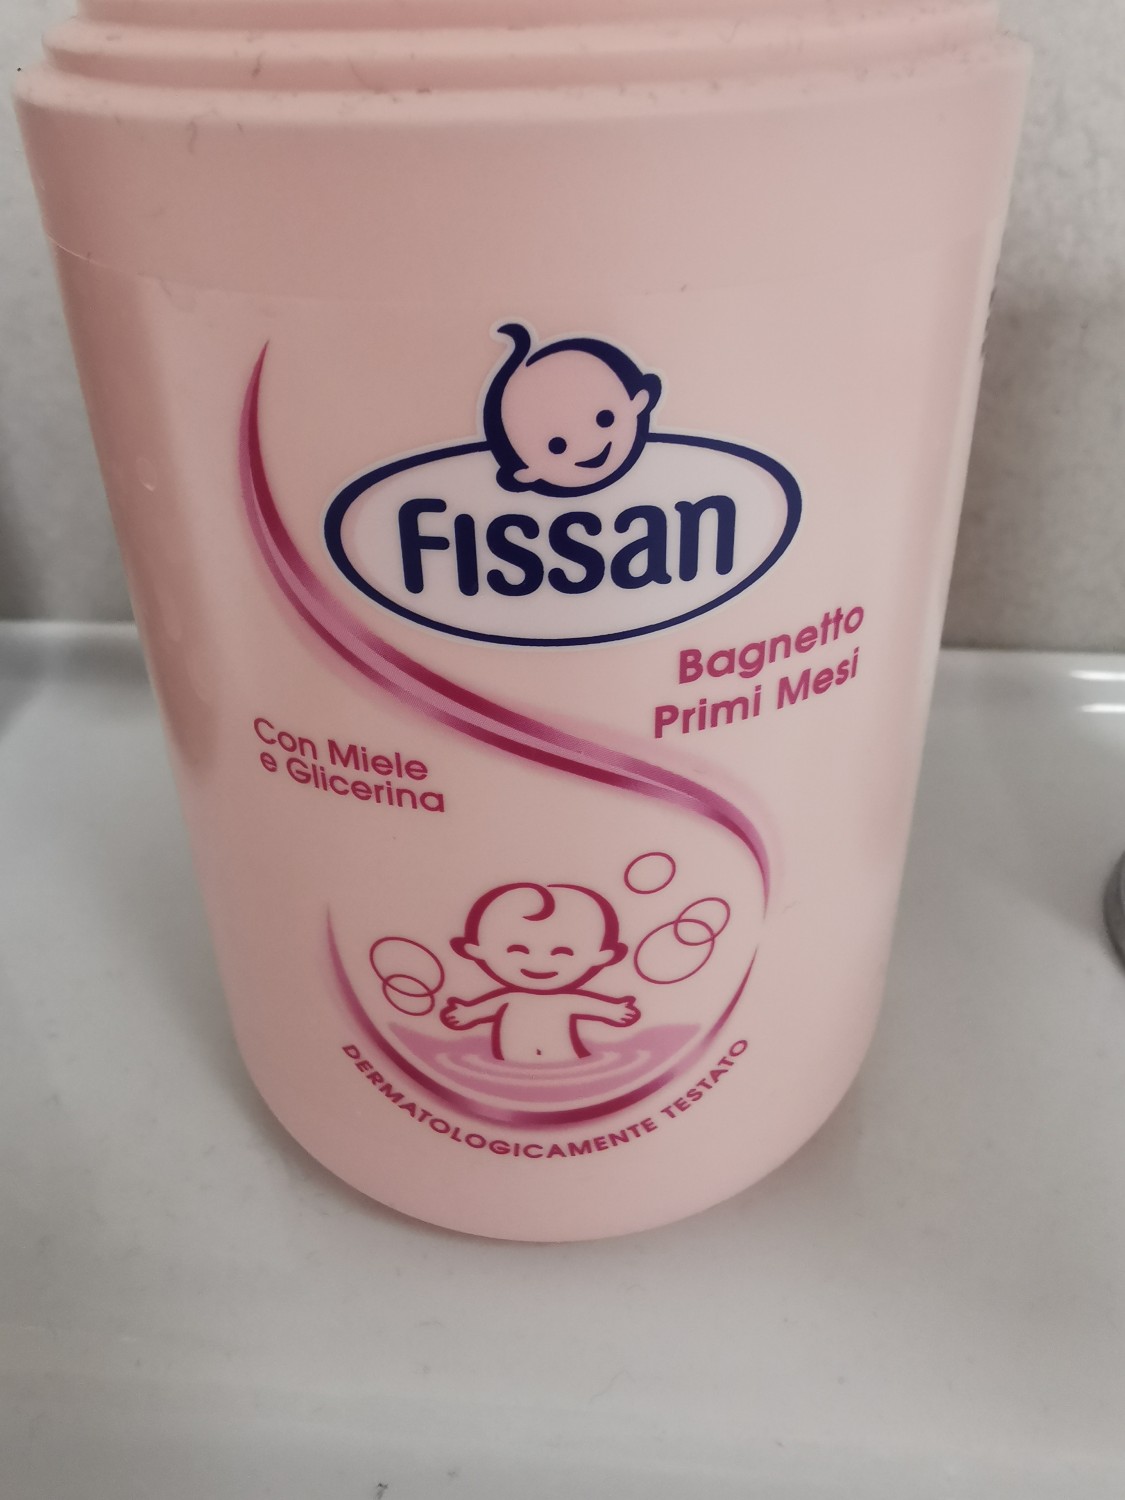 Fissan
Bagnetto
Primi Mesi
Con Miele
e Glicerina
DERMATOLOGICAMENTE TESTATO